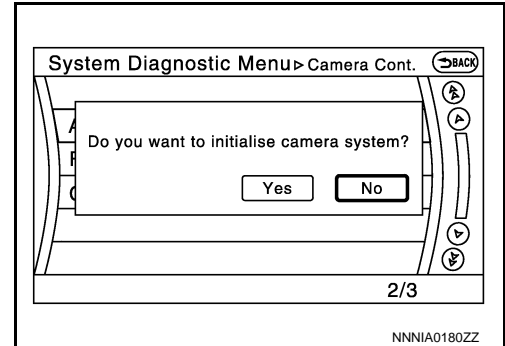 System Diagnostic Menu ▷ Camera Cont. BACK
Do you want to initialise camera system?
Yes No
2/3
NNNIA0180ZZ